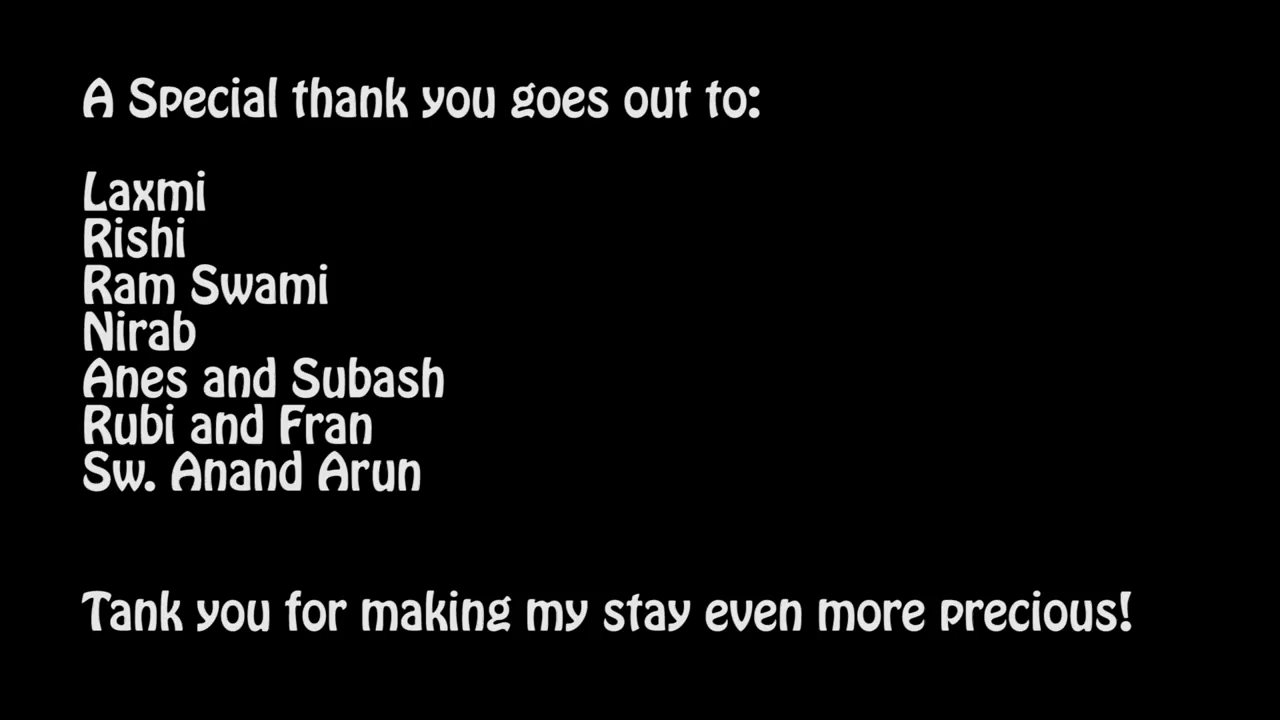 A Special thank you goes out to:
Laxmi
Rishi
Ram Swami
Nirab
Anes and Subash
Rubi and Fran
Sw. Anand Arun
Tank you for making my stay even more precious!